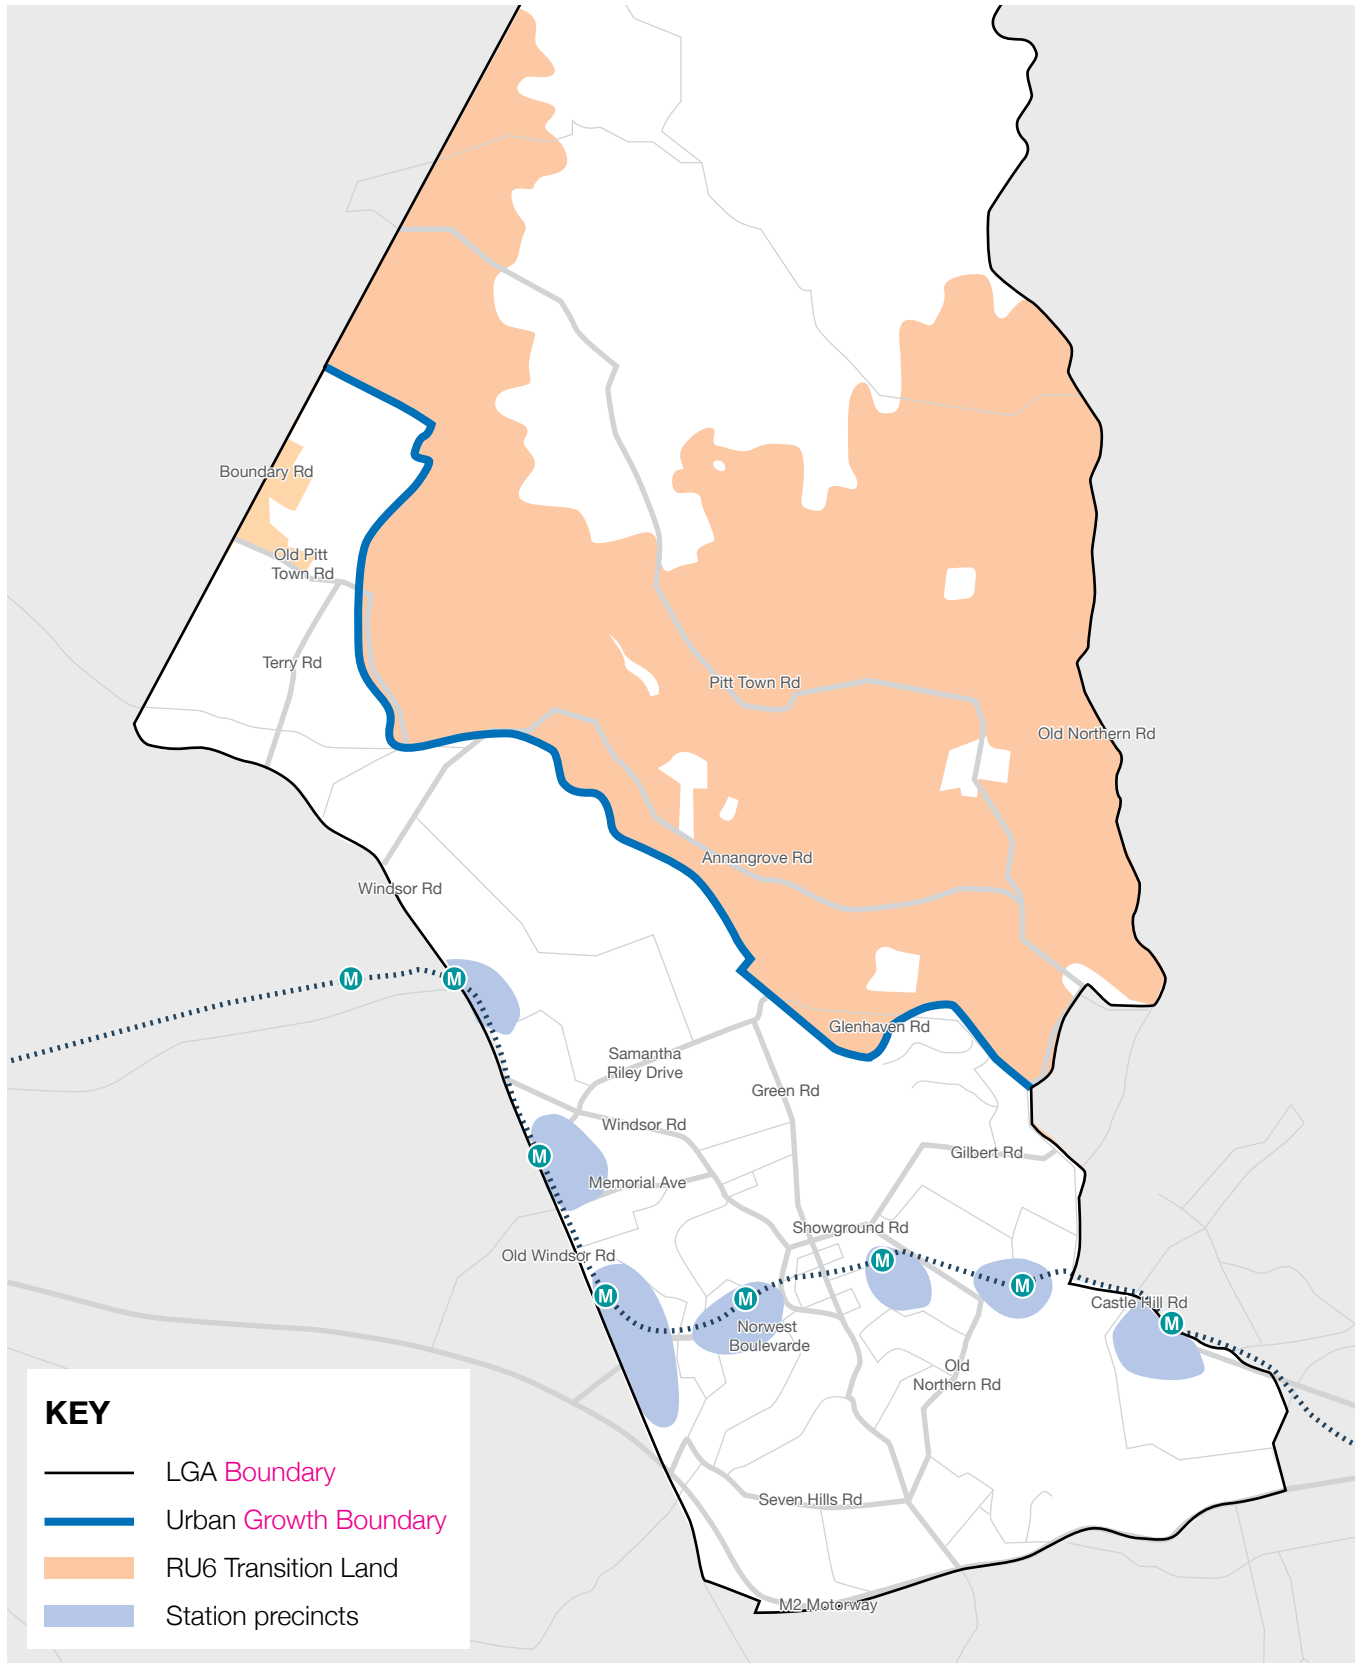 Boundary Rd
Old Pitt
Town Rd
Terry Rd
Pitt Town Rd
Old Northern Rd
Annangrove Rd
Windsor Rd
M
M
Glenhaven Rd
Samantha
Riley Drive
Green Rd
Windsor Rd
Gilbert Rd
M
Memorial Ave
Showground Rd
Old Windsor Rd
M
M
M
M
Castle Hill Rd
M
Norwest
Boulevarde
Old
Northern Rd
Seven Hills Rd
M2 Motorway
KEY
LGA Boundary
Urban Growth Boundary
RU6 Transition Land
Station precincts